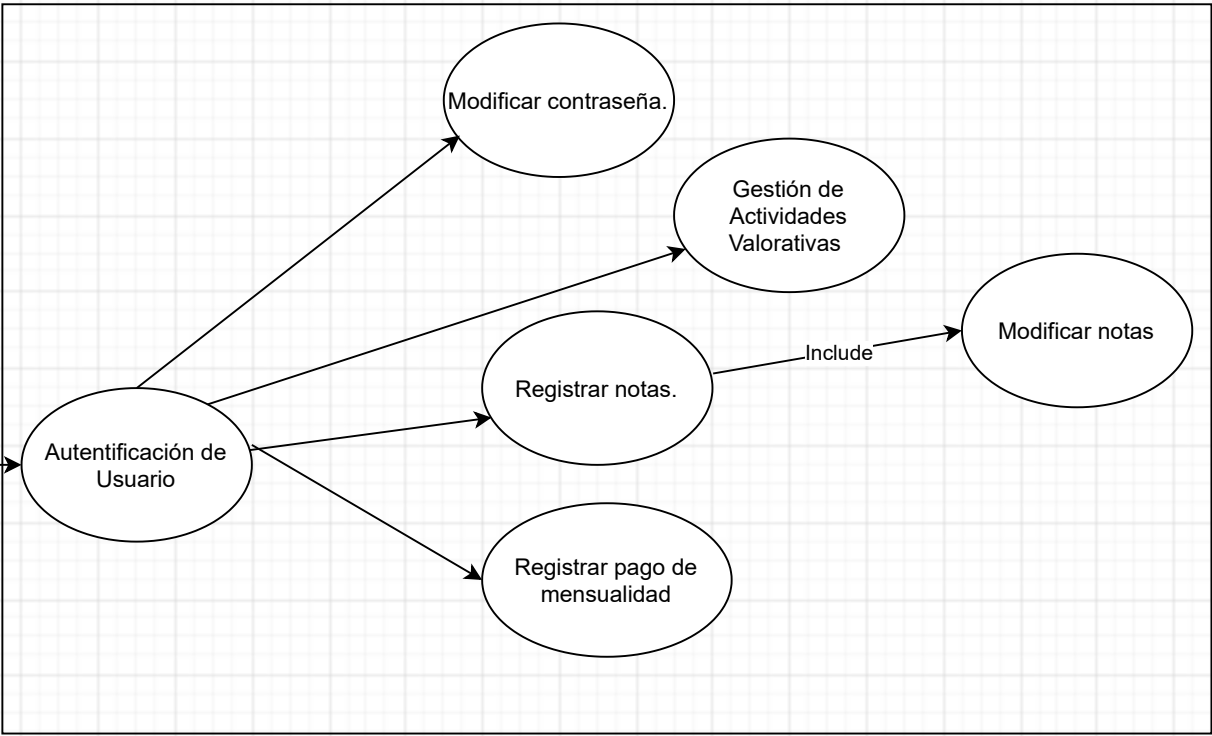 Modificar contraseña.
Gestión de
Actividades
Valorativas
Modificar notas
Include
Registrar notas.
Autentificación de
Usuario
Registrar pago de
mensualidad